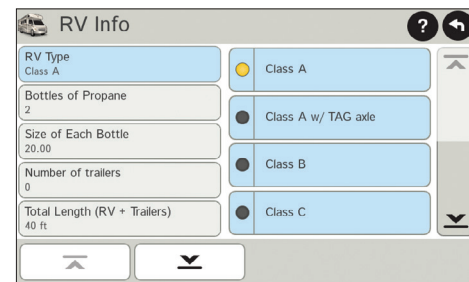 RV Info
?
RV Type
Class A
Bottles of Propane
2
Size of Each Bottle
20.00
Number of trailers
0
Total Length (RV + Trailers)
40 ft
Class A
Class A w/ TAG axle
Class B
Class C